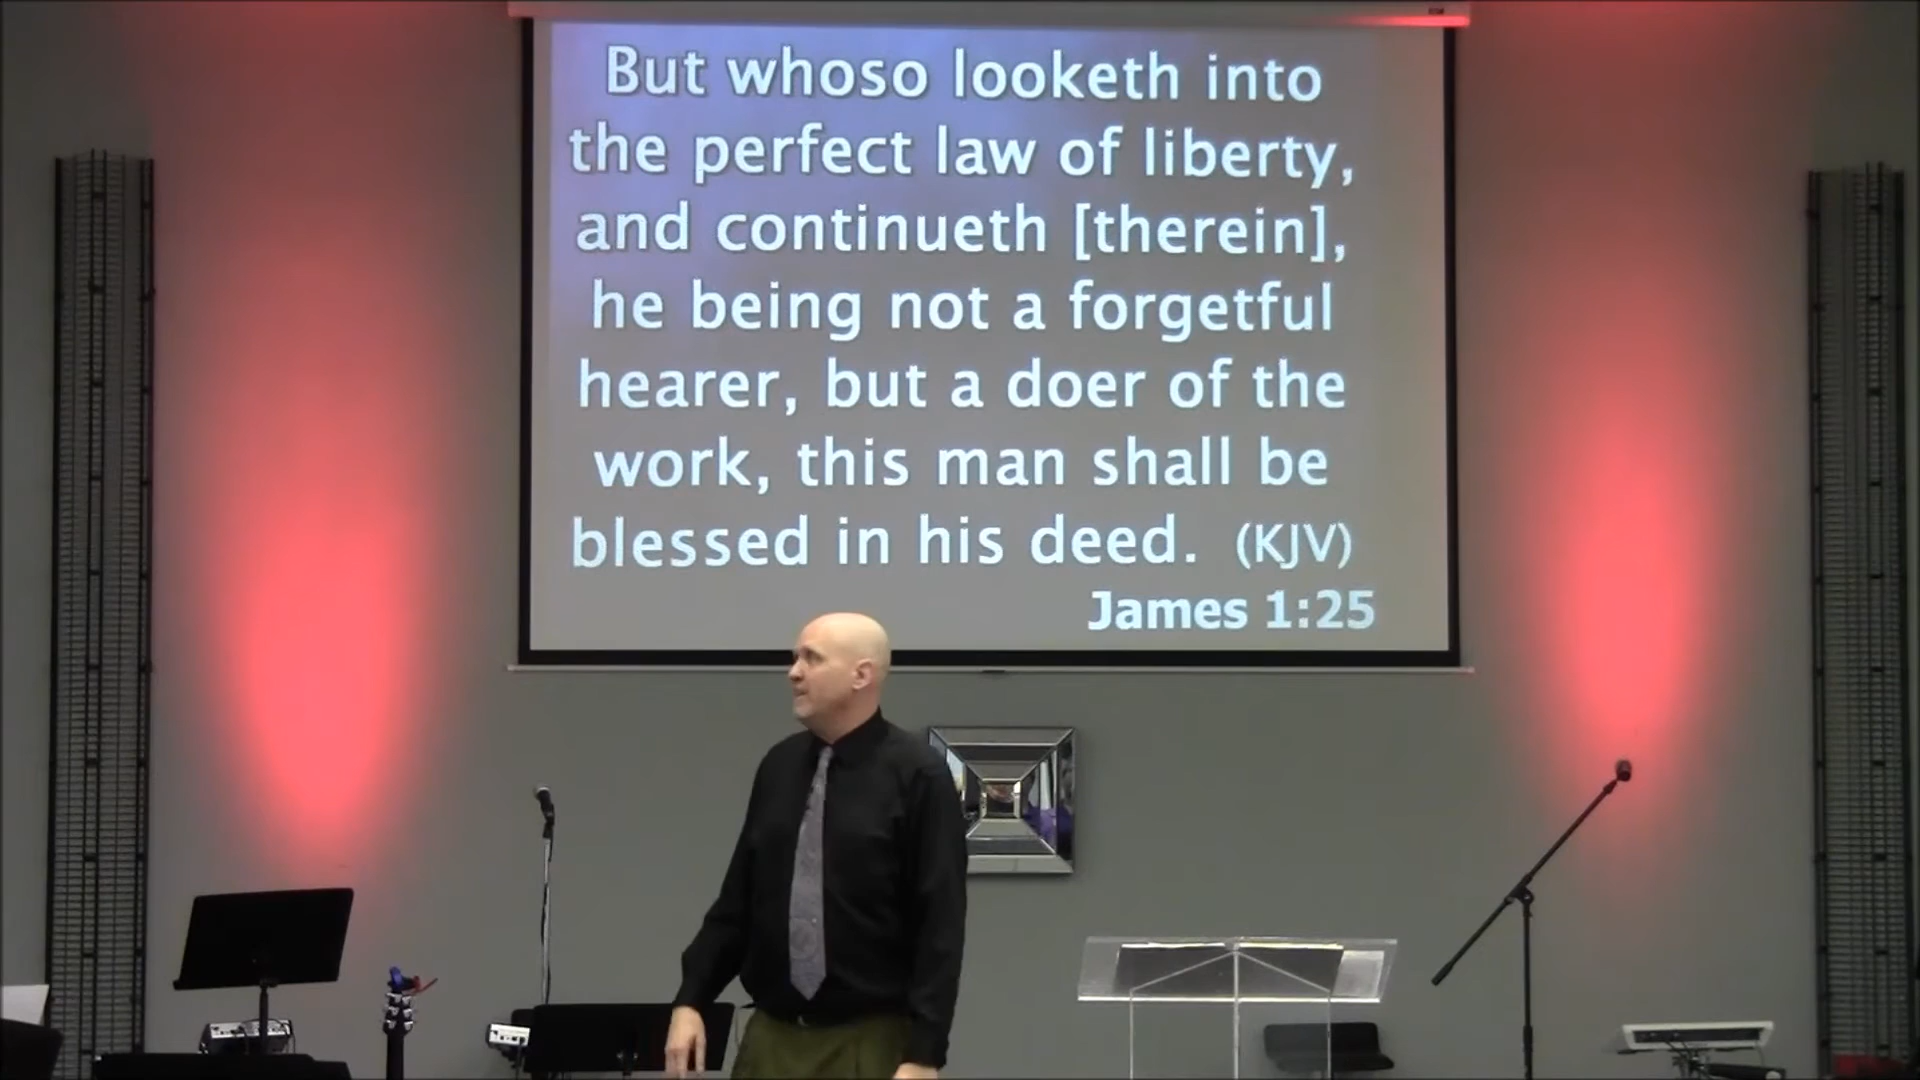 But whoso looketh into
the perfect law of liberty,
and continueth [therein],
he being not a forgetful
hearer, but a doer of the
work, this man shall be
blessed in his deed. (KJV)
James 1:25